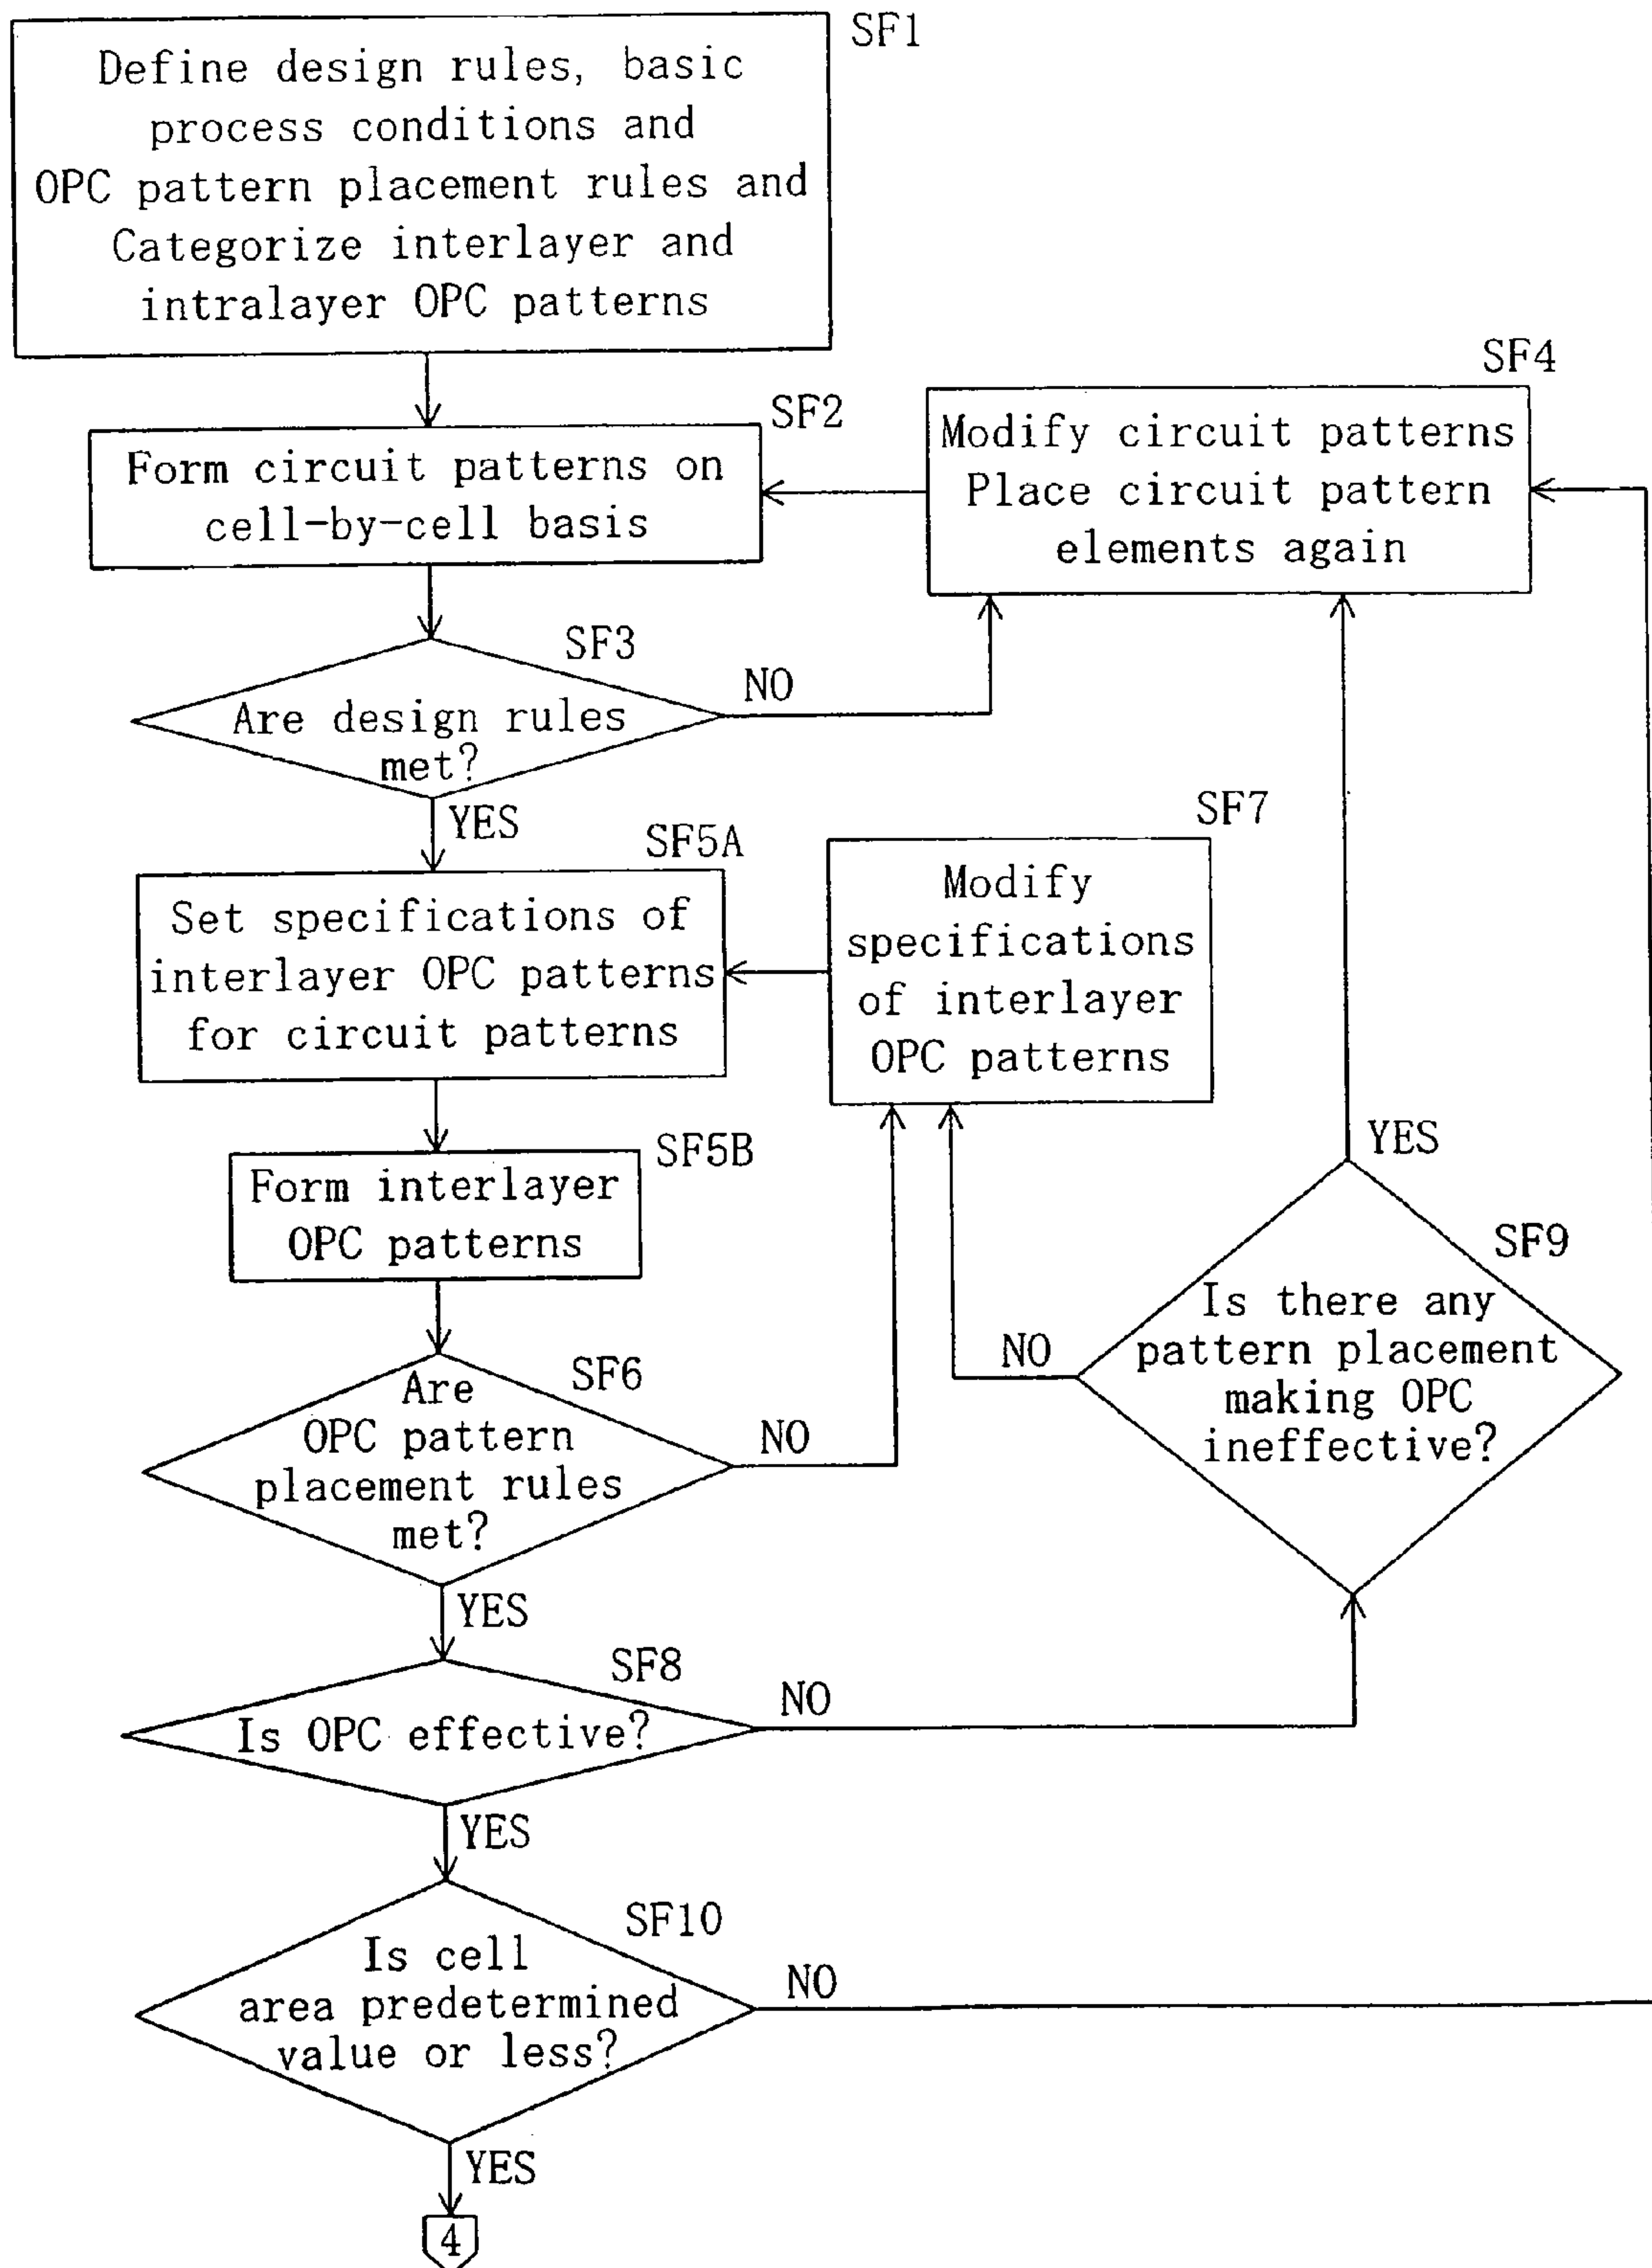 SF1
Define design rules, basic
process conditions and
OPC pattern placement rules and
Categorize interlayer and
intralayer OPC patterns
SF2
Form circuit patterns on
cell-by-cell basis
SF4
Modify circuit patterns
Place circuit pattern
elements again
SF3
Are design rules
met?
NO
YES
SF5A
Set specifications of
interlayer OPC patterns
for circuit patterns
SF7
Modify
specifications
of interlayer
OPC patterns
SF5B
Form interlayer
OPC patterns
YES
SF9
Is there any
pattern placement
making OPC
ineffective?
NO
SF6
Are
OPC pattern
placement rules
met?
NO
YES
SF8
Is OPC effective?
NO
YES
SF10
Is cell
area predetermined
value or less?
NO
YES
4